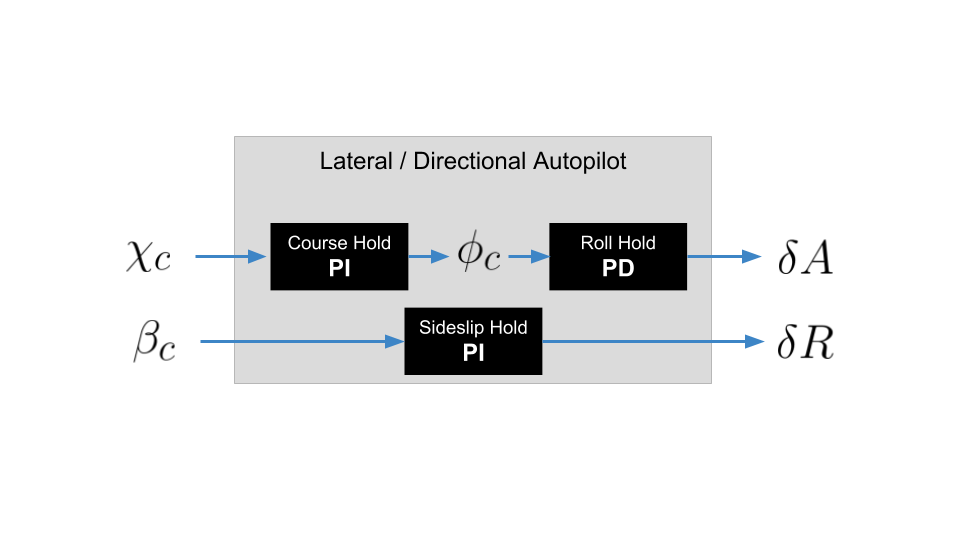 Lateral / Directional Autopilot
χc
Course Hold
PI
ϕc
Roll Hold
PD
δA
βc
Sideslip Hold
PI
δR